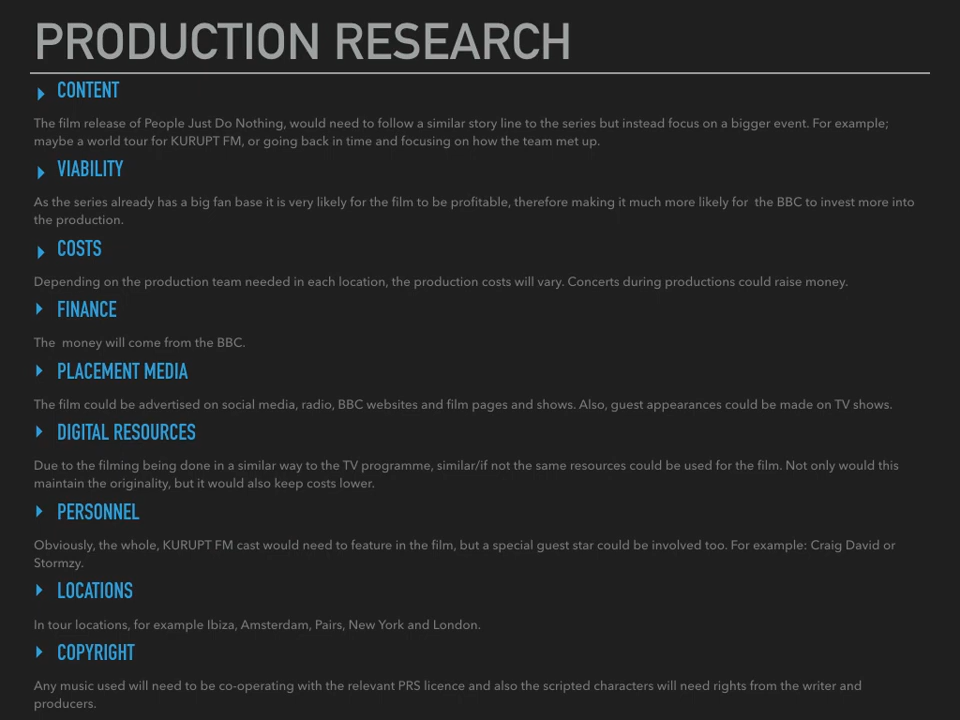 PRODUCTION RESEARCH
CONTENT
The film release of People Just Do Nothing, would need to follow a similar story line to the series but instead focus on a bigger event. For example;
maybe a world tour for KURUPT FM, or going back in time and focusing on how the team met up.
VIABILITY
As the series already has a big fan base it is very likely for the film to be profitable, therefore making it much more likely for  the BBC to invest more into
the production.
COSTS
Depending on the production team needed in each location, the production costs will vary. Concerts during productions could raise money.
FINANCE
The  money will come from the BBC.
PLACEMENT MEDIA
The film could be advertised on social media, radio, BBC websites and film pages and shows. Also, guest appearances could be made on TV shows.
DIGITAL RESOURCES
Due to the filming being done in a similar way to the TV programme, similar/if not the same resources could be used for the film. Not only would this
maintain the originality, but it would also keep costs lower.
PERSONNEL
Obviously, the whole, KURUPT FM cast would need to feature in the film, but a special guest star could be involved too. For example: Craig David or
Stormzy.
LOCATIONS
In tour locations, for example Ibiza, Amsterdam, Pairs, New York and London.
COPYRIGHT
Any music used will need to be co-operating with the relevant PRS licence and also the scripted characters will need rights from the writer and
producers.